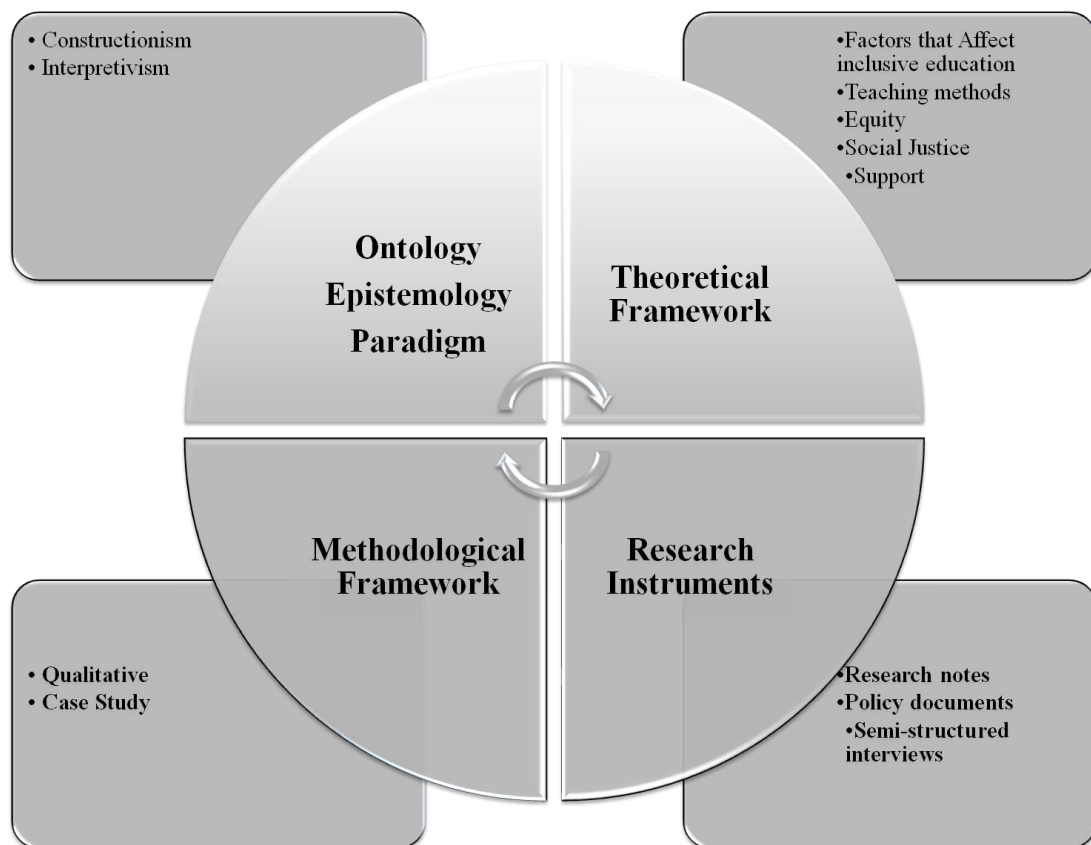 • Constructionism
• Interpretivism
•Factors that Affect
inclusive education
•Teaching methods
•Equity
•Social Justice
•Support
Ontology
Epistemology
Paradigm
Theoretical
Framework
Methodological
Framework
Research
Instruments
• Qualitative
• Case Study
•Research notes
•Policy documents
•Semi-structured
interviews